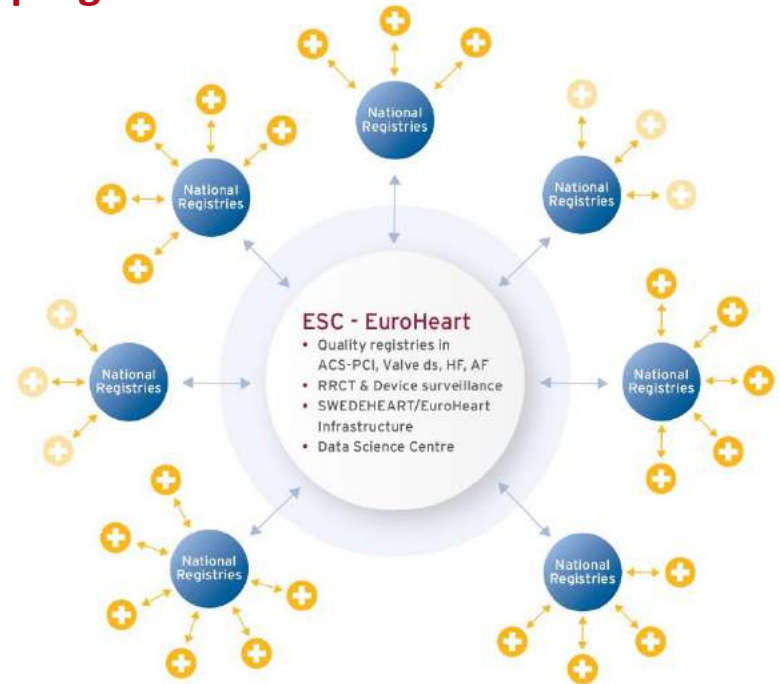 National
Registries
National
Registries
National
Registries
National
Registries
National
Registries
ESC - EuroHeart
• Quality registries in
ACS-PCI, Valve ds, HF, AF
• RRCT & Device surveillance
• SWEDEHEART/EuroHeart
Infrastructure
• Data Science Centre
National
Registries
National
Registries